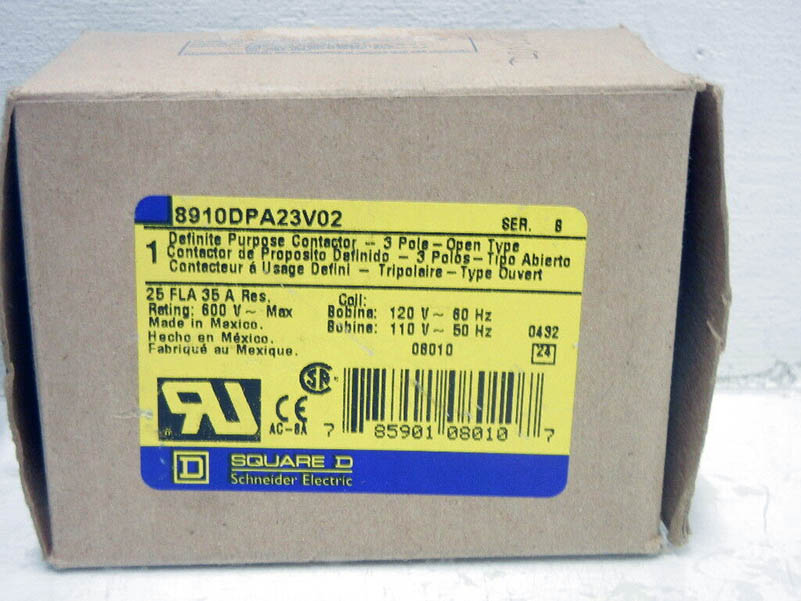 8910DPA23V02 SER. B
1 Definite Purpose Contactor – 3 Pole – Open Type
Contactor de Proposito Definido – 3 Polos – Tipo Abierto
Contacteur á Usage Defini – Tripolaire – Type Ouvert
25 FLA 35 A Res. Coil:
Rating: 600 V~ Max Bobina: 120 V~ 60 Hz
Made in Mexico. Bobine: 110 V~ 50 Hz 0432
Hecho en México. 08010 24
Fabriqué au Mexique.
CE
AC-8A 7 85901 08010 7
D SQUARE D
Schneider Electric